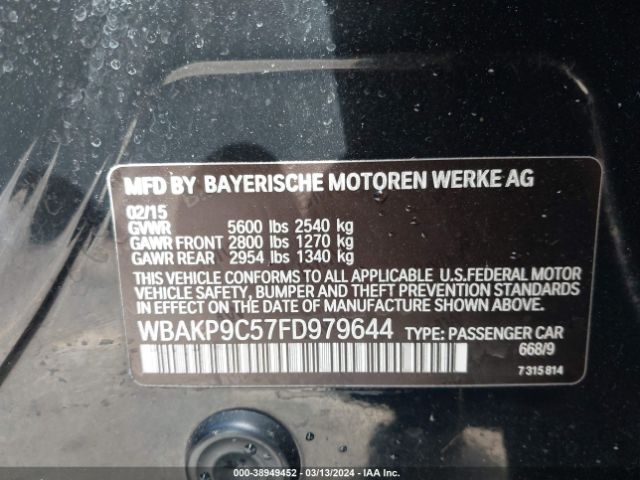 MFD BY BAYERISCHE MOTOREN WERKE AG
02/15
GVWR 5600 lbs 2540 kg
GAWR FRONT 2800 lbs 1270 kg
GAWR REAR 2954 lbs 1340 kg
THIS VEHICLE CONFORMS TO ALL APPLICABLE U.S.FEDERAL MOTOR
VEHICLE SAFETY, BUMPER AND THEFT PREVENTION STANDARDS
IN EFFECT ON THE DATE OF MANUFACTURE SHOWN ABOVE.
WBAKP9C57FD979644 TYPE: PASSENGER CAR
668/9
7 315 814
000-38949452 - 03/13/2024 - IAA Inc.